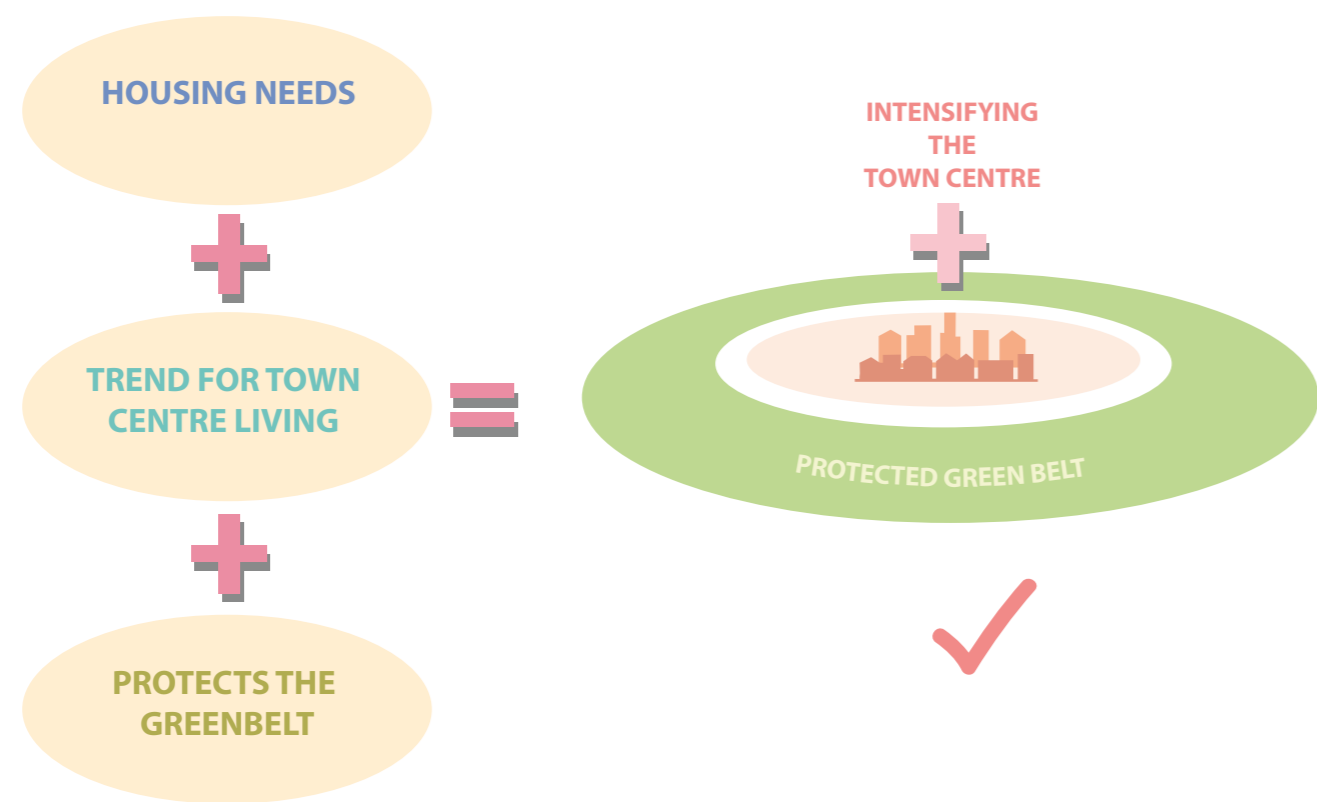 HOUSING NEEDS
TREND FOR TOWN
CENTRE LIVING
PROTECTS THE
GREENBELT
INTENSIFYING
THE
TOWN CENTRE
PROTECTED GREEN BELT